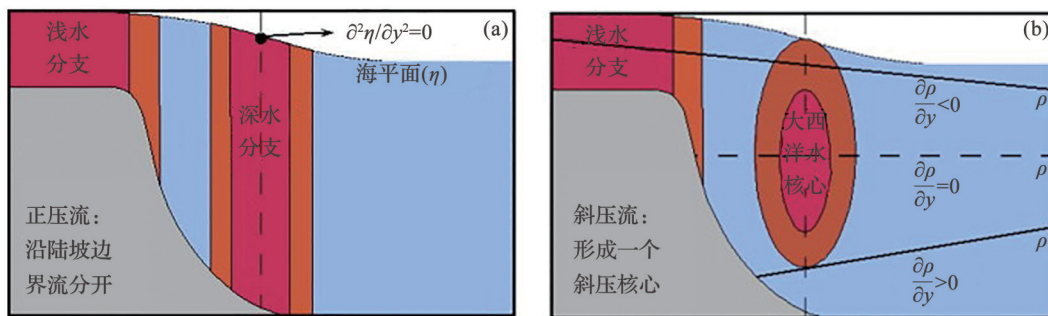 浅水
分支
∂²η/∂y²=0
(a)
海平面(η)
深水
分支
正压流：
沿陆坡边
界流分开
浅水
分支
(b)
∂ρ/∂y<0
ρ
大西
洋水
核心
∂ρ/∂y=0
ρ
斜压流：
形成一个
斜压核心
ρ
∂ρ/∂y>0